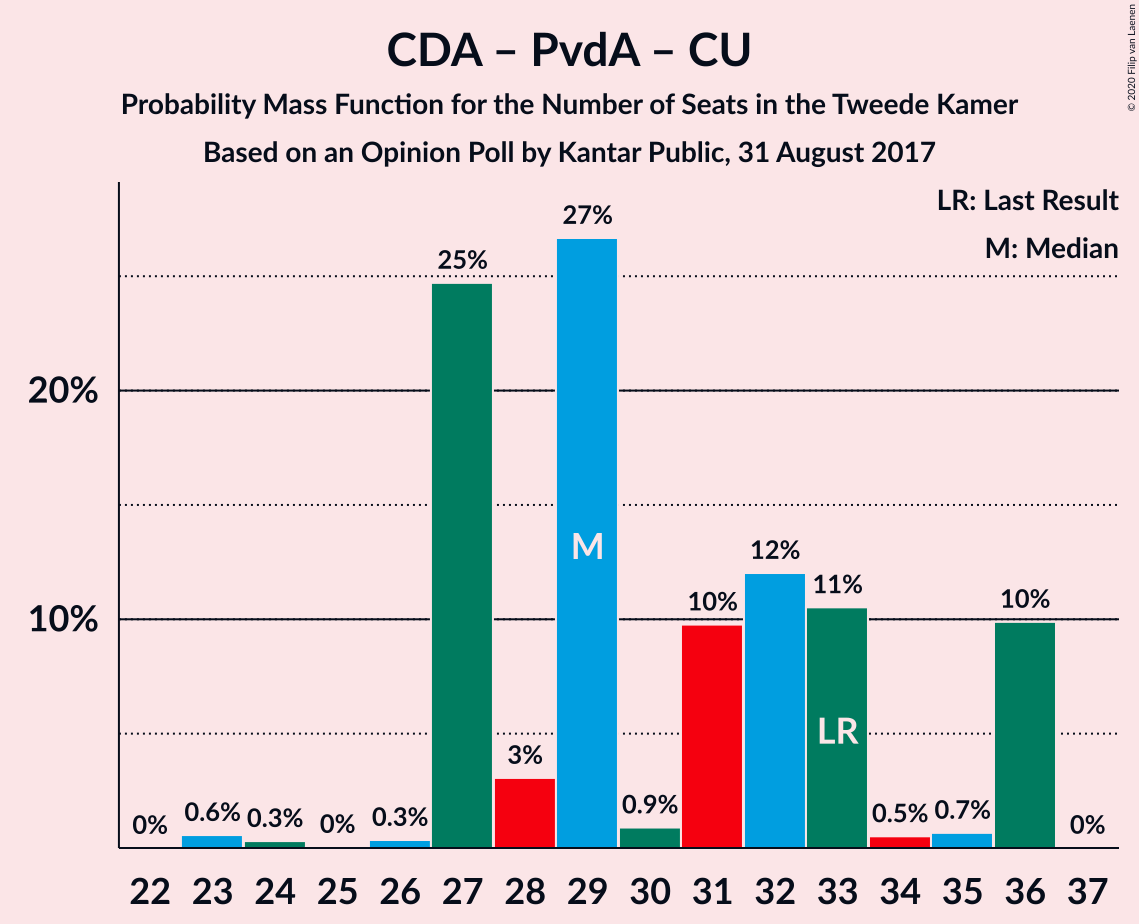 CDA – PvdA – CU
Probability Mass Function for the Number of Seats in the Tweede Kamer
Based on an Opinion Poll by Kantar Public, 31 August 2017
© 2020 Filip van Laenen
LR: Last Result
M: Median
20%
10%
0%
0.6%
0.3%
0%
0.3%
25%
3%
27%
0.9%
10%
12%
11%
0.5%
0.7%
10%
0%
M
LR
22 23 24 25 26 27 28 29 30 31 32 33 34 35 36 37